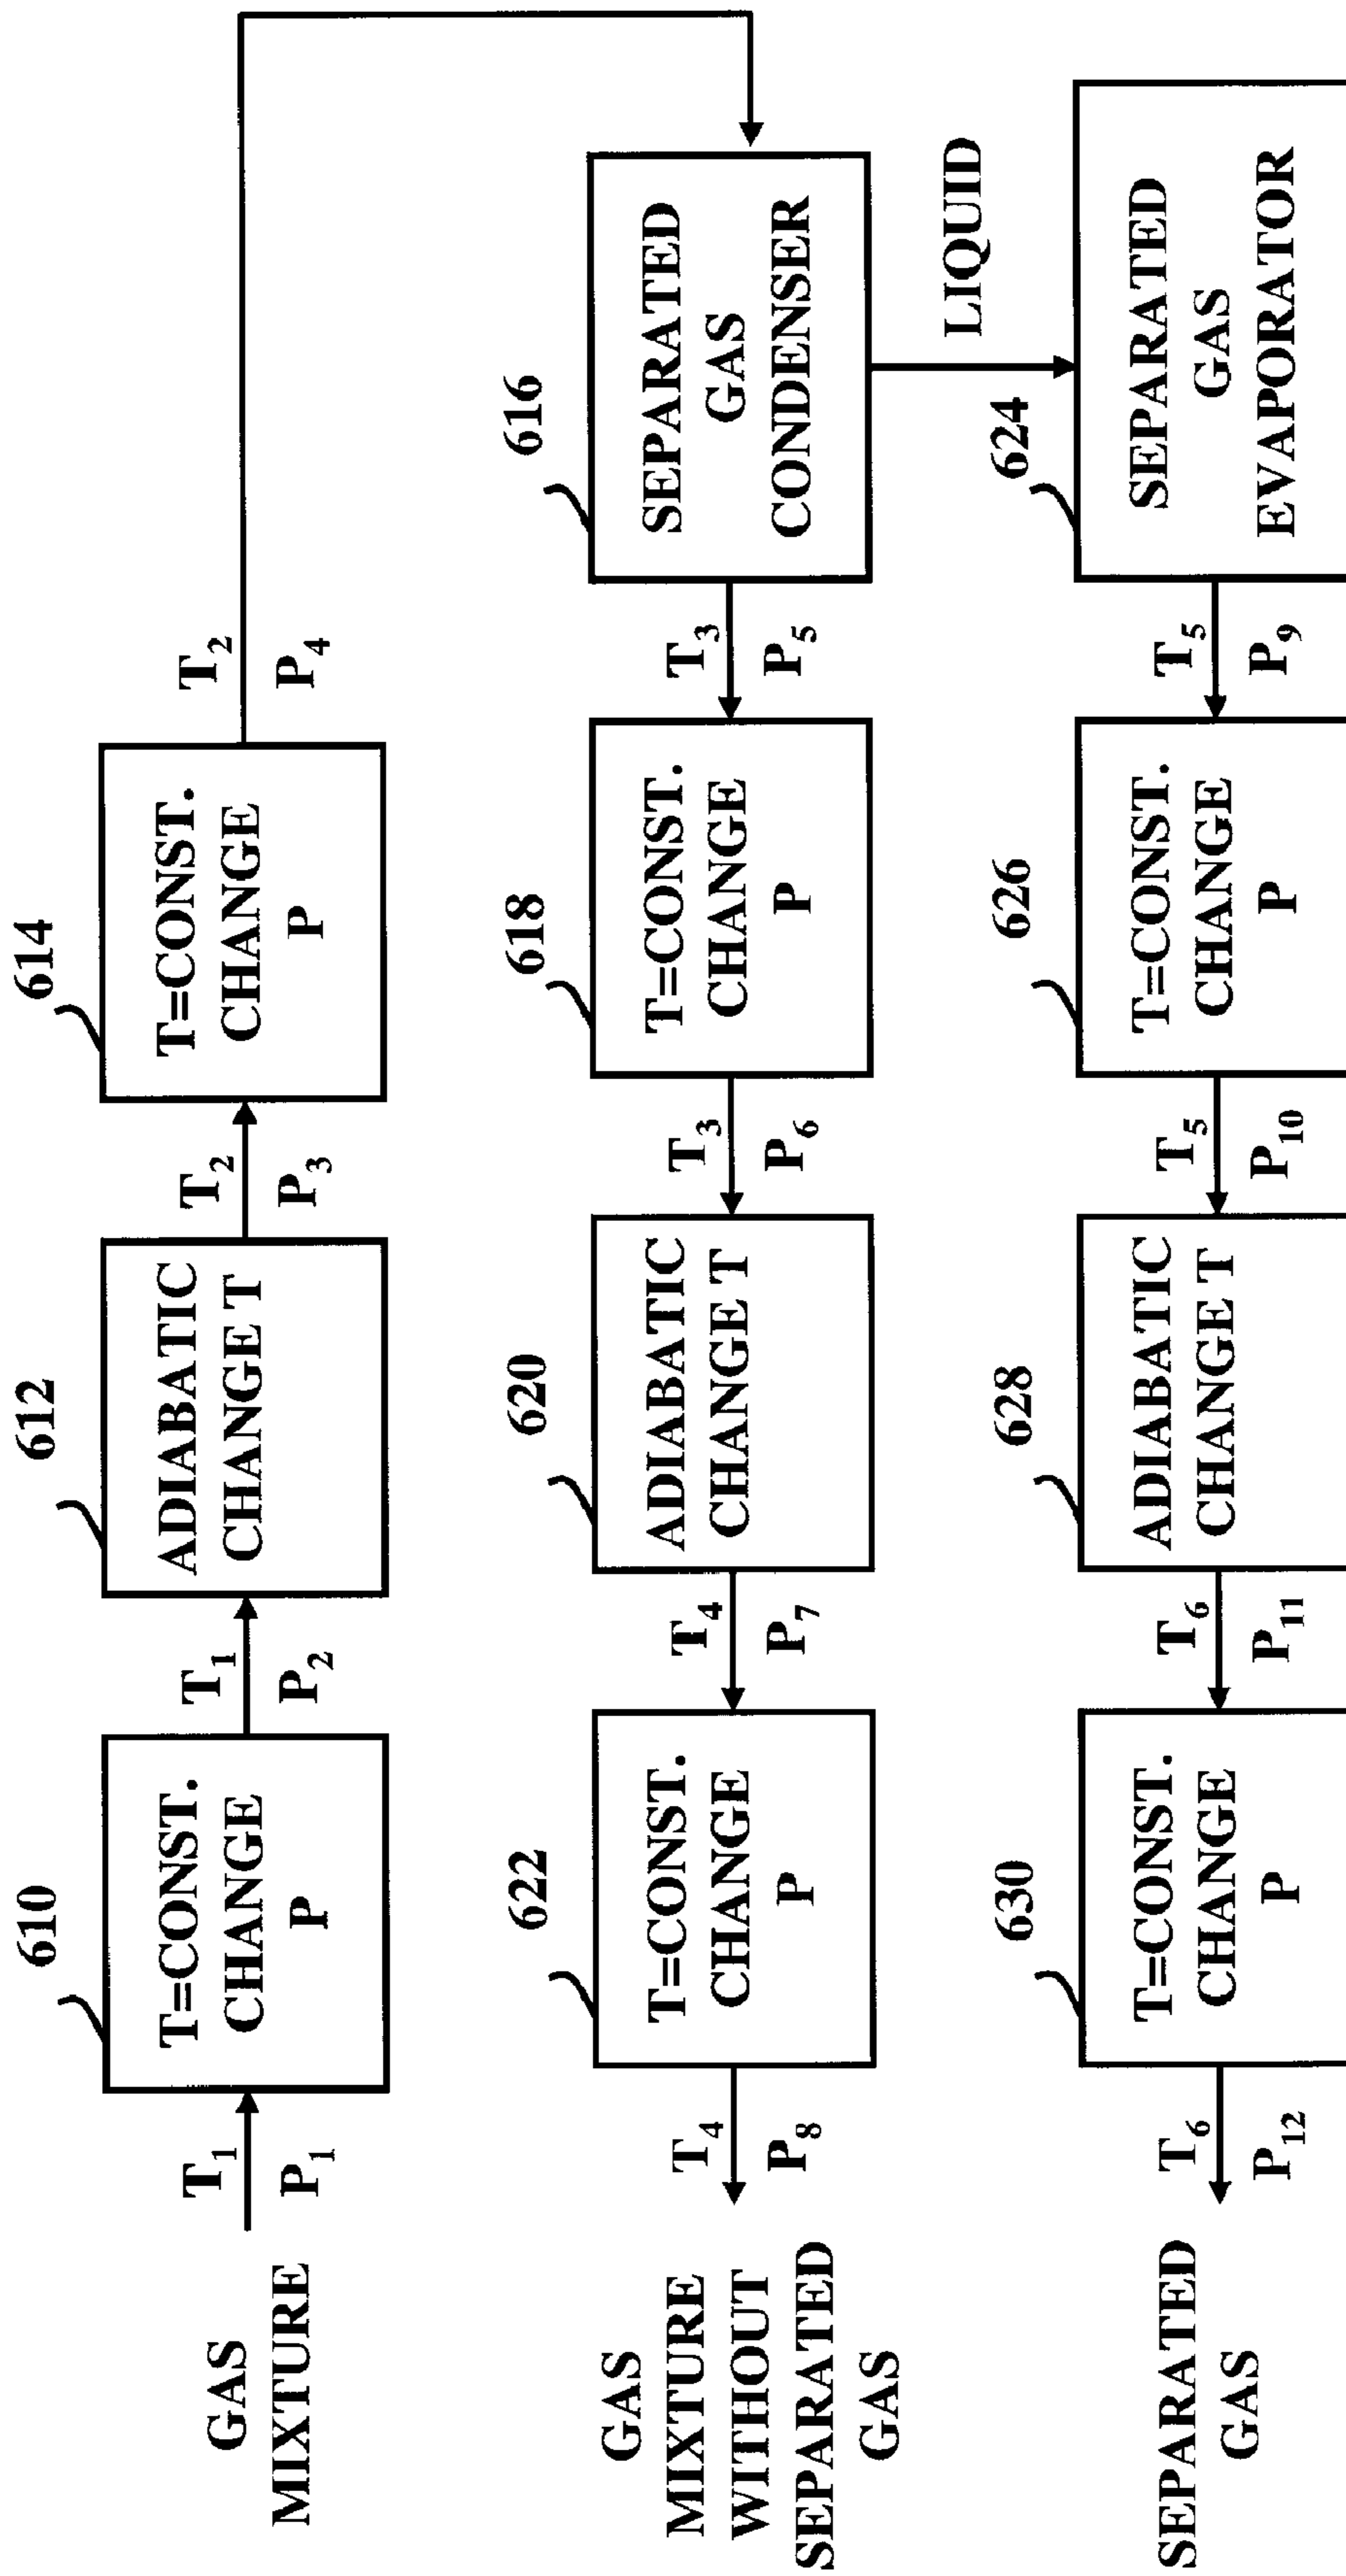 GAS
MIXTURE
T1
P1
610
T=CONST.
CHANGE
P
T1
P2
612
ADIABATIC
CHANGE T
T2
P3
614
T=CONST.
CHANGE
P
T2
P4
GAS
MIXTURE
WITHOUT
SEPARATED
GAS
T4
P8
622
T=CONST.
CHANGE
P
T4
P7
620
ADIABATIC
CHANGE T
T3
P6
618
T=CONST.
CHANGE
P
T3
P5
616
SEPARATED
GAS
CONDENSER
LIQUID
SEPARATED
GAS
T6
P12
630
T=CONST.
CHANGE
P
T6
P11
628
ADIABATIC
CHANGE T
T5
P10
626
T=CONST.
CHANGE
P
T5
P9
624
SEPARATED
GAS
EVAPORATOR